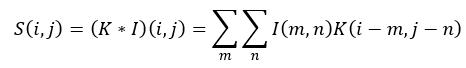 S(i,j) = (K * I)(i,j) = ∑_m ∑_n I(m,n)K(i − m, j − n)